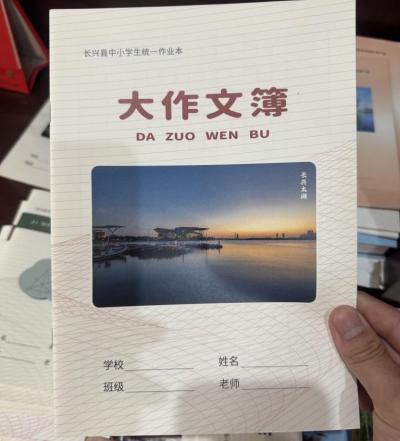 长兴县中小学生统一作业本
大作文簿
DA ZUO WEN BU
长兴太湖
学校 姓名
班级 老师